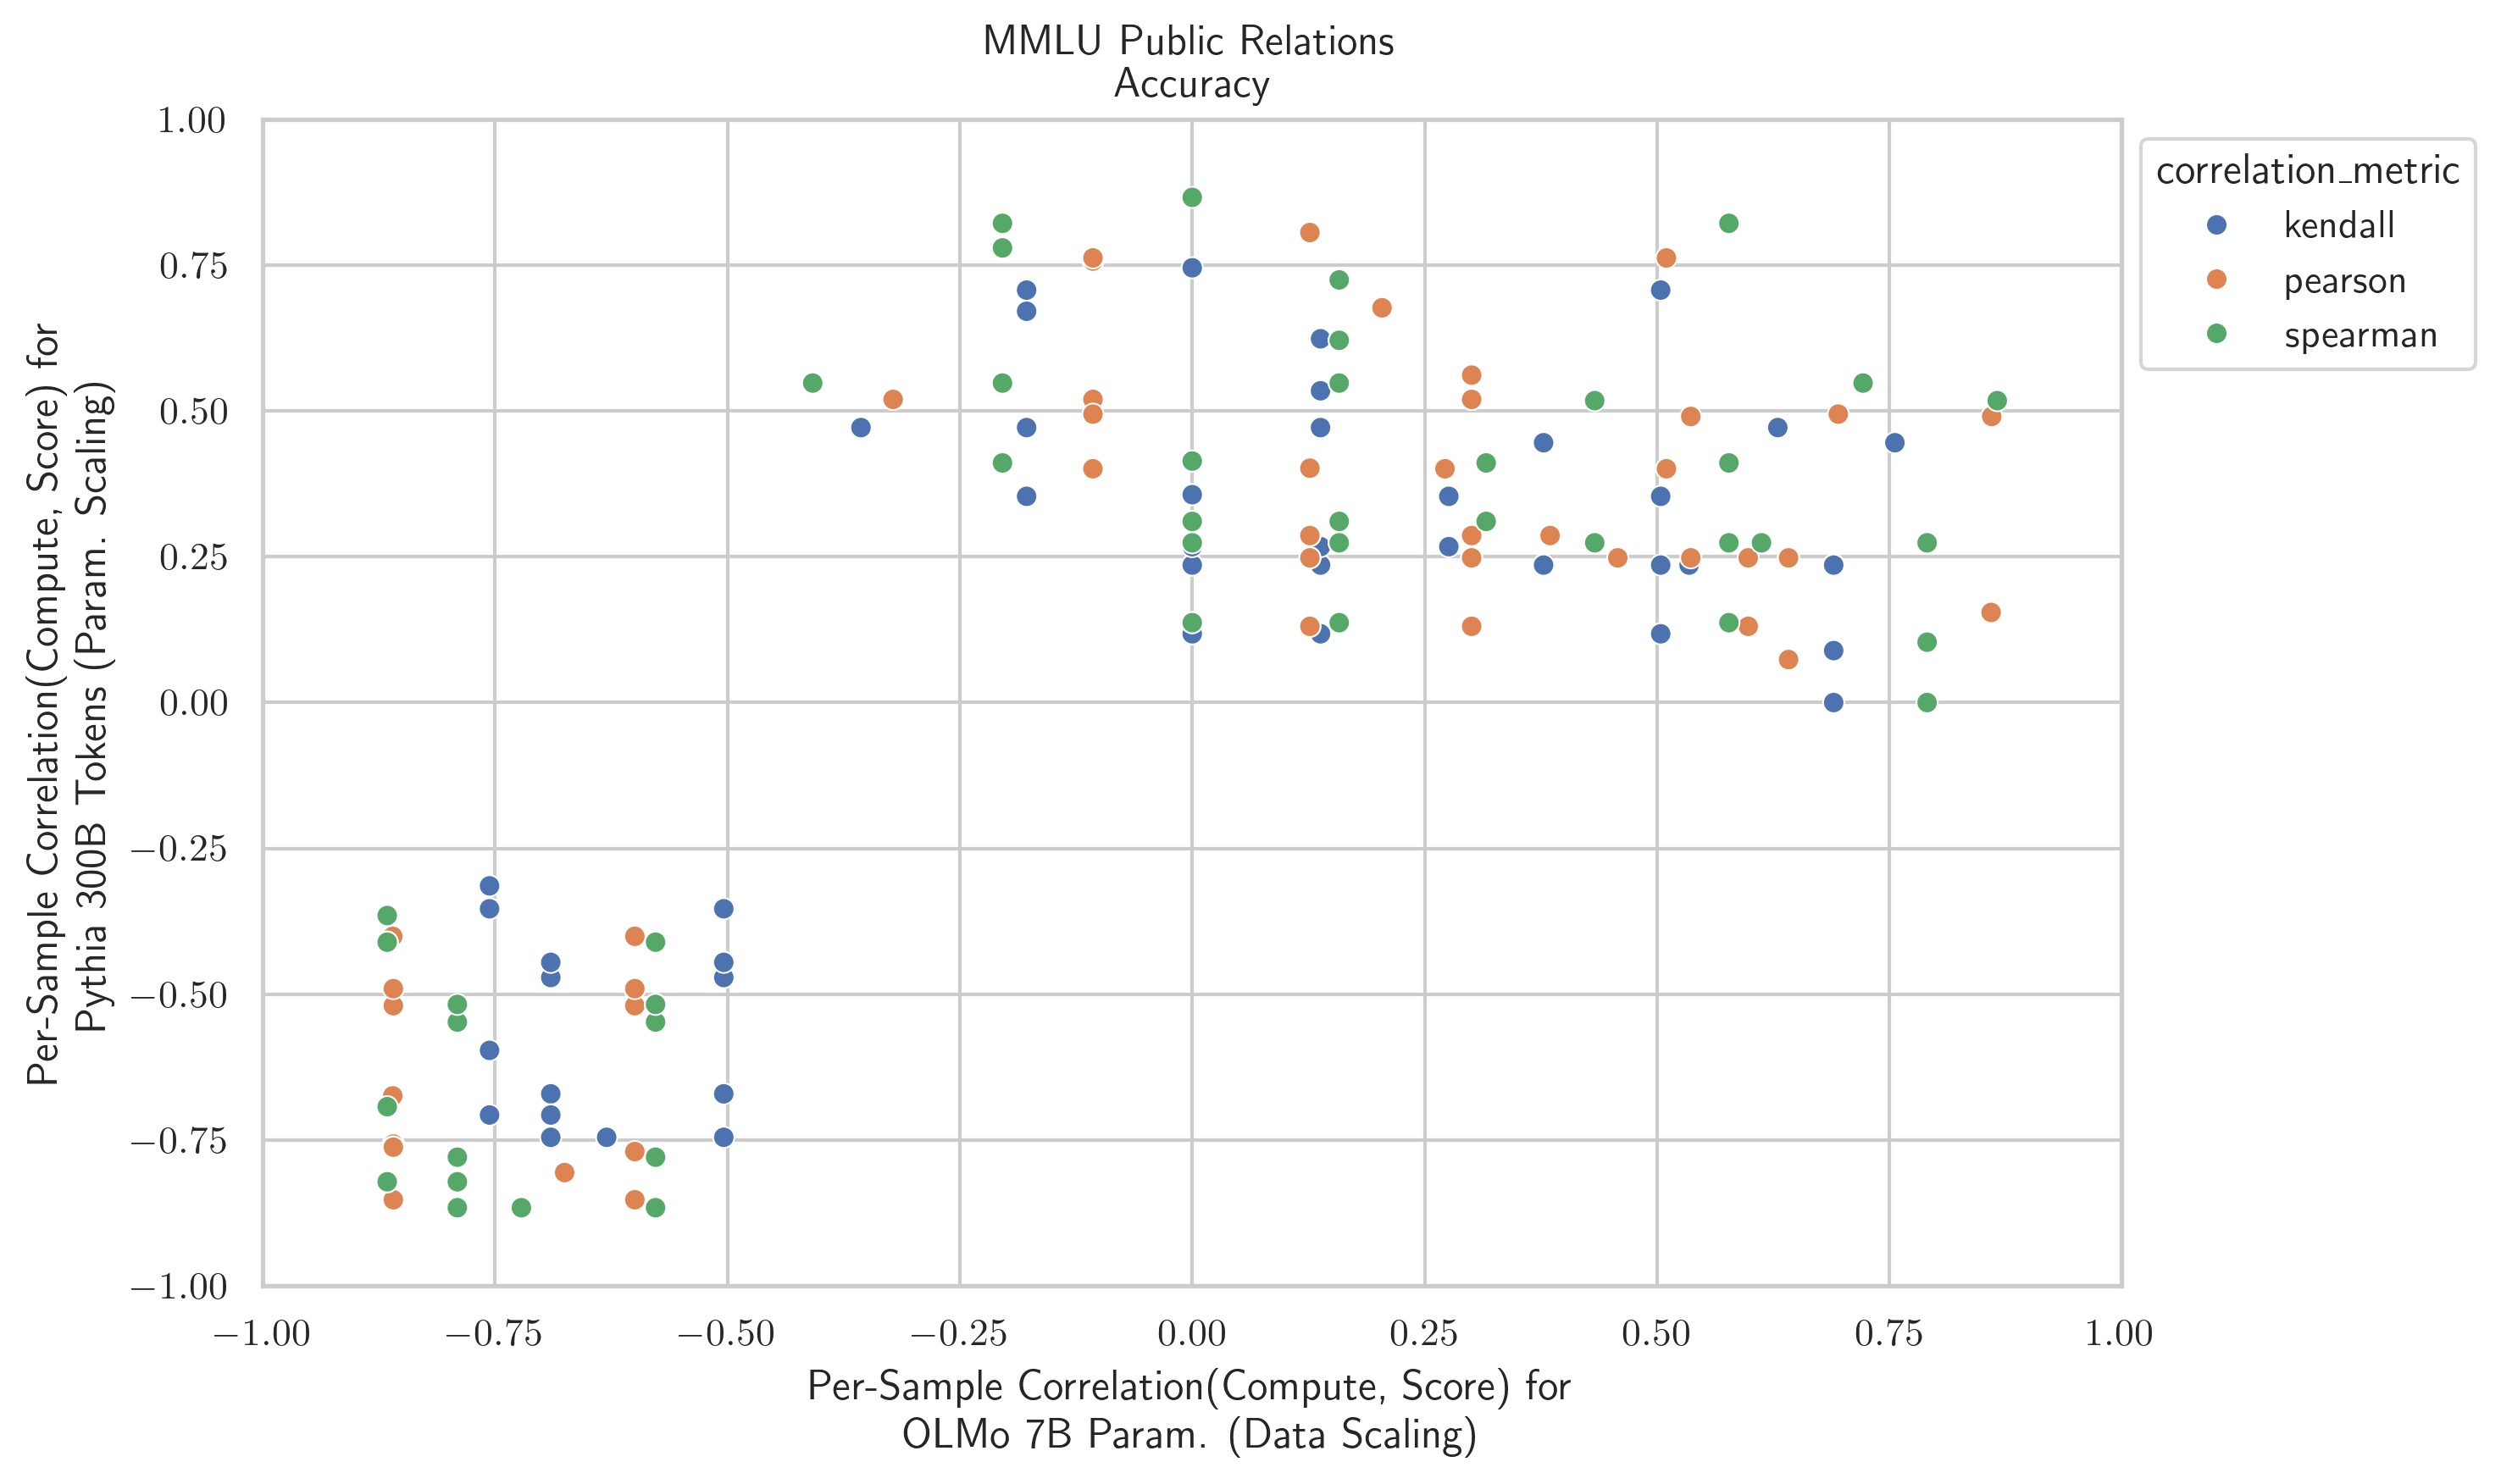 MMLU Public Relations
Accuracy
1.00
0.75
0.50
0.25
0.00
−0.25
−0.50
−0.75
−1.00
Per-Sample Correlation(Compute, Score) for
Pythia 300B Tokens (Param. Scaling)
correlation_metric
kendall
pearson
spearman
−1.00 −0.75 −0.50 −0.25 0.00 0.25 0.50 0.75 1.00
Per-Sample Correlation(Compute, Score) for
OLMo 7B Param. (Data Scaling)